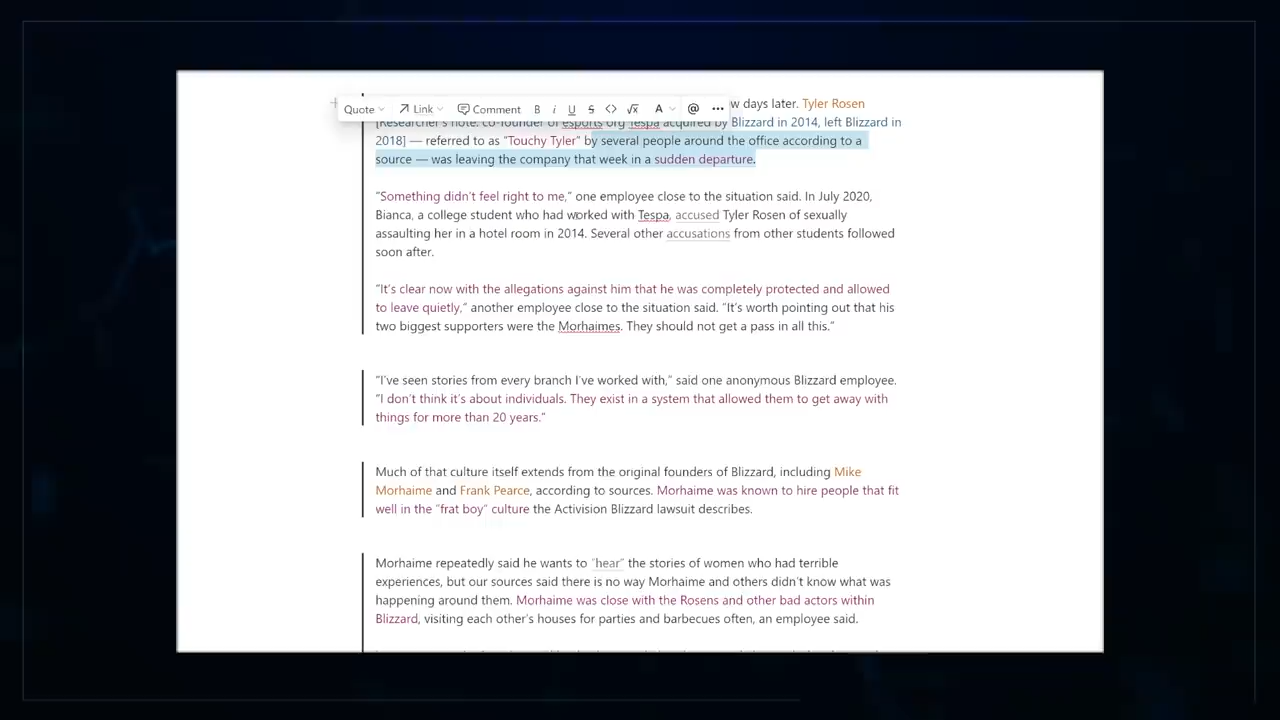 Quote Link Comment B i U S <> √x A @ •••
w days later. Tyler Rosen
[Researcher's note: co-founder of esports org Tespa acquired by Blizzard in 2014, left Blizzard in
2018] — referred to as "Touchy Tyler" by several people around the office according to a
source — was leaving the company that week in a sudden departure.
"Something didn't feel right to me," one employee close to the situation said. In July 2020,
Bianca, a college student who had worked with Tespa, accused Tyler Rosen of sexually
assaulting her in a hotel room in 2014. Several other accusations from other students followed
soon after.
"It's clear now with the allegations against him that he was completely protected and allowed
to leave quietly," another employee close to the situation said. "It's worth pointing out that his
two biggest supporters were the Morhaimes. They should not get a pass in all this."
"I've seen stories from every branch I've worked with," said one anonymous Blizzard employee.
"I don't think it's about individuals. They exist in a system that allowed them to get away with
things for more than 20 years."
Much of that culture itself extends from the original founders of Blizzard, including Mike
Morhaime and Frank Pearce, according to sources. Morhaime was known to hire people that fit
well in the "frat boy" culture the Activision Blizzard lawsuit describes.
Morhaime repeatedly said he wants to "hear" the stories of women who had terrible
experiences, but our sources said there is no way Morhaime and others didn't know what was
happening around them. Morhaime was close with the Rosens and other bad actors within
Blizzard, visiting each other's houses for parties and barbecues often, an employee said.